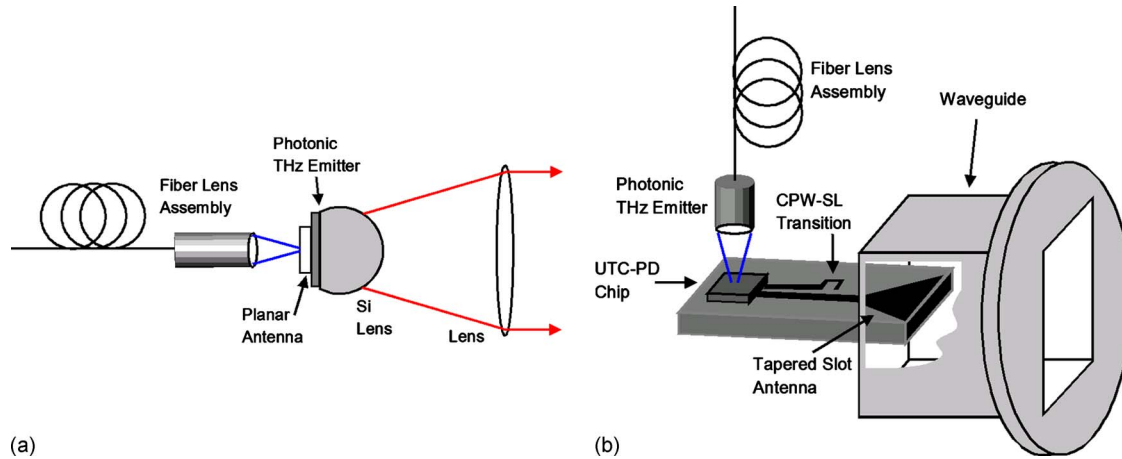 Photonic
THz Emitter
Fiber Lens
Assembly
Planar
Antenna
Si
Lens
Lens
(a)
Fiber Lens
Assembly
Waveguide
Photonic
THz Emitter
CPW-SL
Transition
UTC-PD
Chip
Tapered Slot
Antenna
(b)